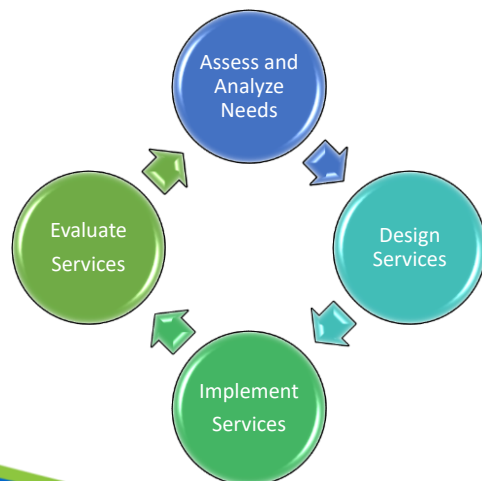 Assess and
Analyze
Needs
Design
Services
Implement
Services
Evaluate
Services